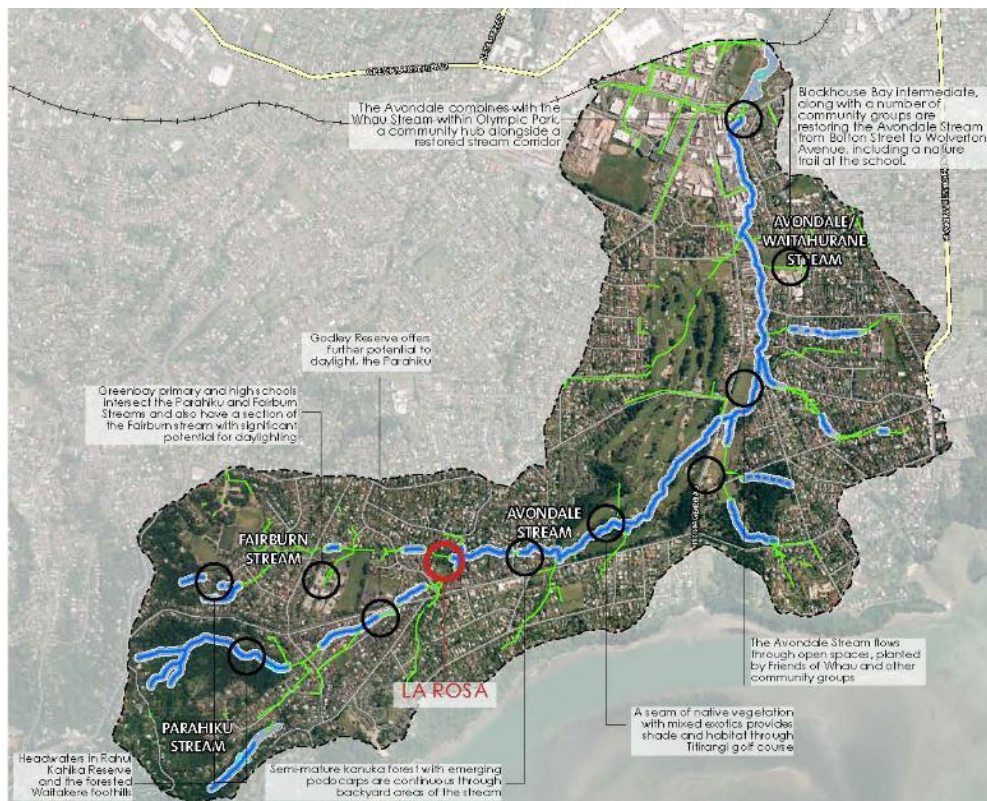 The Avondale combines with the
Whau Stream within Olympic Park,
a community hub alongside a
restored stream corridor
Blockhouse Bay intermediate,
along with a number of
community groups are
restoring the Avondale Stream
from Bolton Street to Wolverton
Avenue, including a nature
trail at the school.
AVONDALE/
WAITAHURANE
STREAM
Godley Reserve offers
further potential to
daylight, the Parahiku
Greenbay primary and high schools
intersect the Parahiku and Fairburn
Streams and also have a section of
the Fairburn stream with significant
potential for daylighting
AVONDALE
STREAM
FAIRBURN
STREAM
LA ROSA
PARAHIKU
STREAM
The Avondale Stream flows
through open spaces, planted
by Friends of Whau and other
community groups
A seam of native vegetation
with mixed exotics provides
shade and habitat through
Titirangi golf course
Headwaters in Rahui
Kahika Reserve
and the forested
Waitakere foothills
Semi-mature kanuka forest with emerging
podocarps are continuous through
backyard areas of the stream